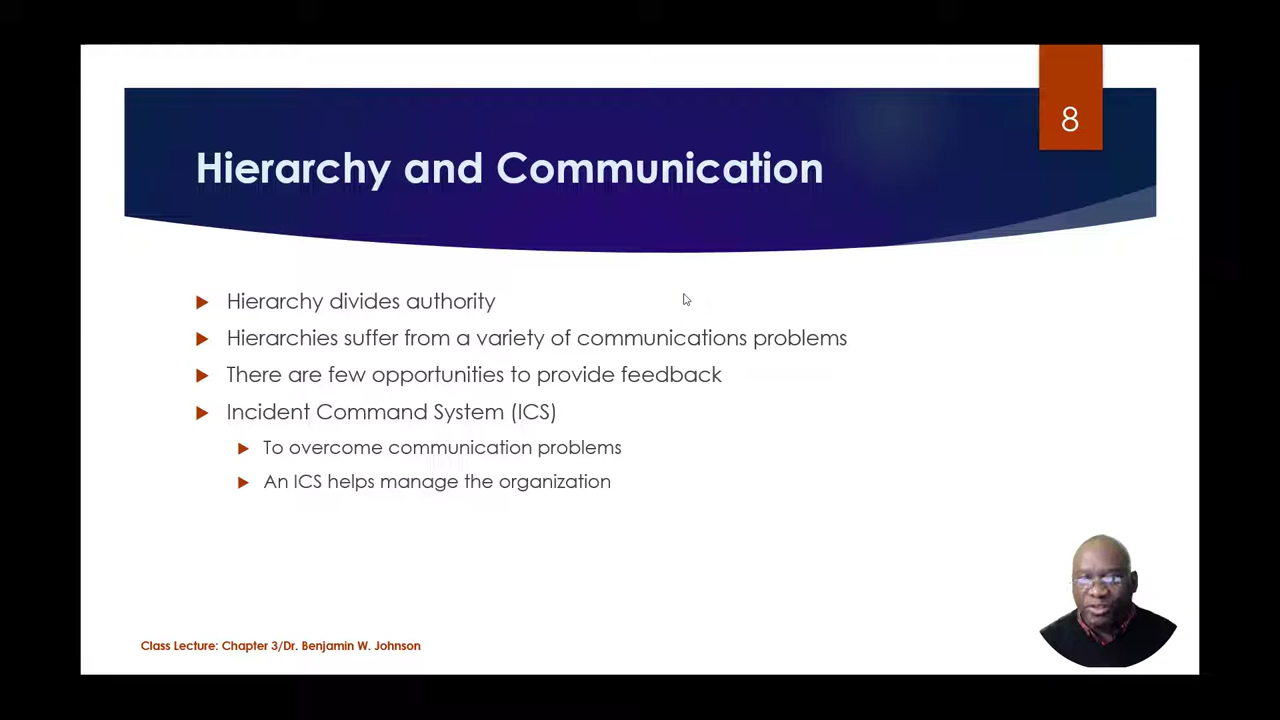 8
Hierarchy and Communication
Hierarchy divides authority
Hierarchies suffer from a variety of communications problems
There are few opportunities to provide feedback
Incident Command System (ICS)
To overcome communication problems
An ICS helps manage the organization
Class Lecture: Chapter 3/Dr. Benjamin W. Johnson